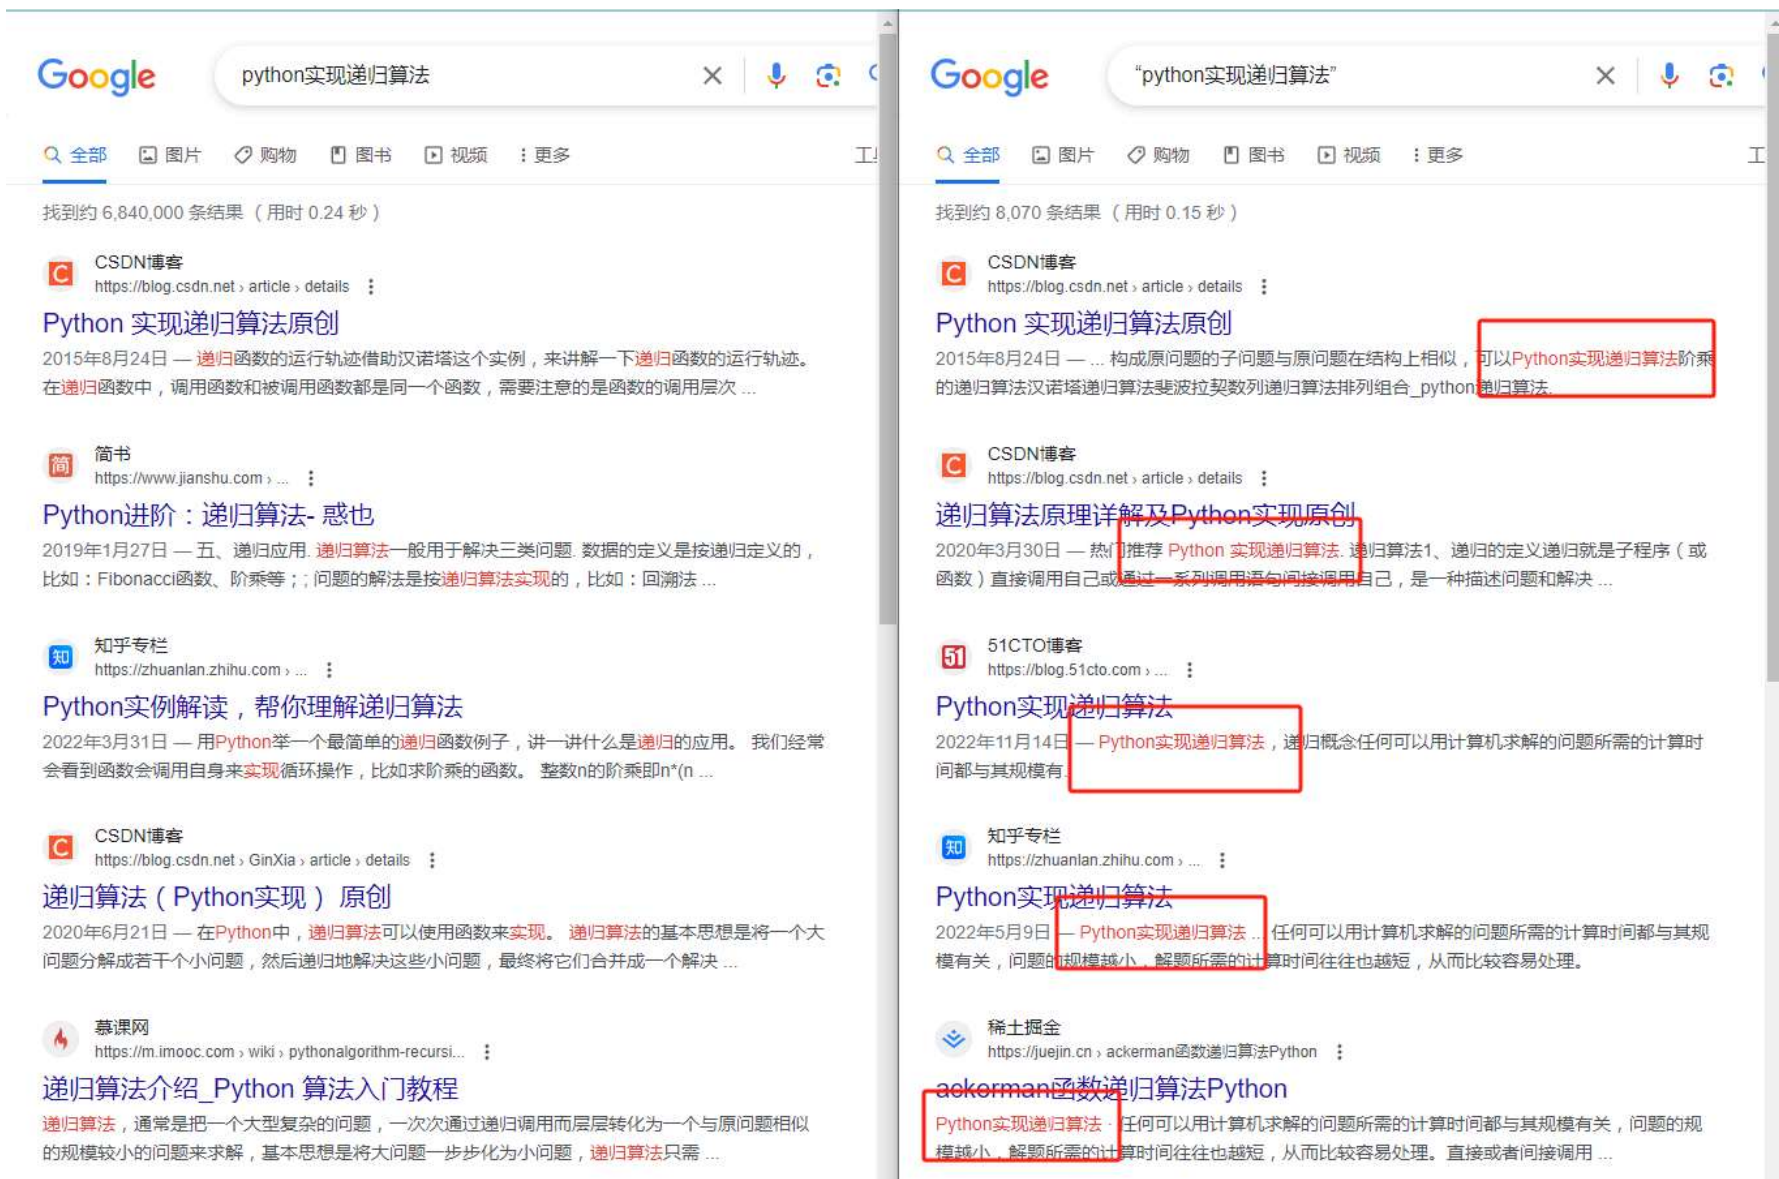 Google
python实现递归算法
全部 图片 购物 图书 视频 更多
找到约 6,840,000 条结果 （用时 0.24 秒）
CSDN博客
https://blog.csdn.net › article › details
Python 实现递归算法原创
2015年8月24日 — 递归函数的运行轨迹借助汉诺塔这个实例，来讲解一下递归函数的运行轨迹。
在递归函数中，调用函数和被调用函数都是同一个函数，需要注意的是函数的调用层次 ...
简书
https://www.jianshu.com › ...
Python进阶：递归算法- 惑也
2019年1月27日 — 五、递归应用. 递归算法一般用于解决三类问题. 数据的定义是按递归定义的，
比如：Fibonacci函数、阶乘等；; 问题的解法是按递归算法实现的，比如：回溯法 ...
知乎专栏
https://zhuanlan.zhihu.com › ...
Python实例解读，帮你理解递归算法
2022年3月31日 — 用Python举一个最简单的递归函数例子，讲一讲什么是递归的应用。 我们经常
会看到函数会调用自身来实现循环操作，比如求阶乘的函数。 整数n的阶乘即n*(n ...
CSDN博客
https://blog.csdn.net › GinXia › article › details
递归算法（Python实现） 原创
2020年6月21日 — 在Python中，递归算法可以使用函数来实现。 递归算法的基本思想是将一个大
问题分解成若干个小问题，然后递归地解决这些小问题，最终将它们合并成一个解决 ...
慕课网
https://m.imooc.com › wiki › pythonalgorithm-recursi...
递归算法介绍_Python 算法入门教程
递归算法，通常是把一个大型复杂的问题，一次次通过递归调用而层层转化为一个与原问题相似
的规模较小的问题来求解，基本思想是将大问题一步步化为小问题，递归算法只需 ...
Google
“python实现递归算法”
全部 图片 购物 图书 视频 更多 工
找到约 8,070 条结果 （用时 0.15 秒）
CSDN博客
https://blog.csdn.net › article › details
Python 实现递归算法原创
2015年8月24日 — ... 构成原问题的子问题与原问题在结构上相似，可以Python实现递归算法阶乘
的递归算法汉诺塔递归算法斐波拉契数列递归算法排列组合_python递归算法.
CSDN博客
https://blog.csdn.net › article › details
递归算法原理详解及Python实现原创
2020年3月30日 — 热门推荐 Python 实现递归算法. 递归算法1、递归的定义递归就是子程序（或
函数）直接调用自己或通过一系列调用语句间接调用自己，是一种描述问题和解决 ...
51CTO博客
https://blog.51cto.com › ...
Python实现递归算法
2022年11月14日 — Python实现递归算法，递归概念任何可以用计算机求解的问题所需的计算时
间都与其规模有.
知乎专栏
https://zhuanlan.zhihu.com › ...
Python实现递归算法
2022年5月9日 — Python实现递归算法 ... 任何可以用计算机求解的问题所需的计算时间都与其规
模有关，问题的规模越小，解题所需的计算时间往往也越短，从而比较容易处理。
稀土掘金
https://juejin.cn › ackerman函数递归算法Python
ackerman函数递归算法Python
Python实现递归算法 · 任何可以用计算机求解的问题所需的计算时间都与其规模有关，问题的规
模越小，解题所需的计算时间往往也越短，从而比较容易处理。直接或者间接调用 ...